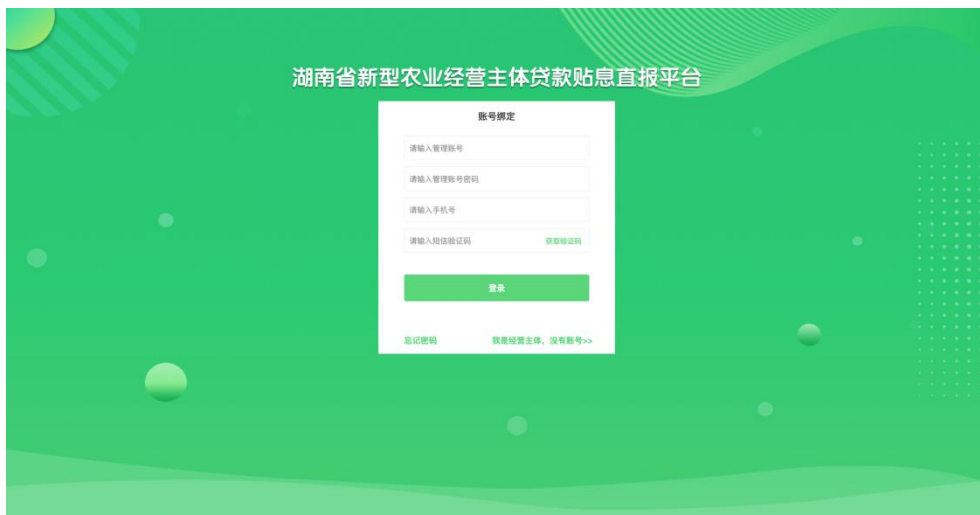 湖南省新型农业经营主体贷款贴息直报平台
账号绑定
请输入管理账号
请输入管理账号密码
请输入手机号
请输入短信验证码 获取验证码
登录
忘记密码 我是经营主体，没有账号>>